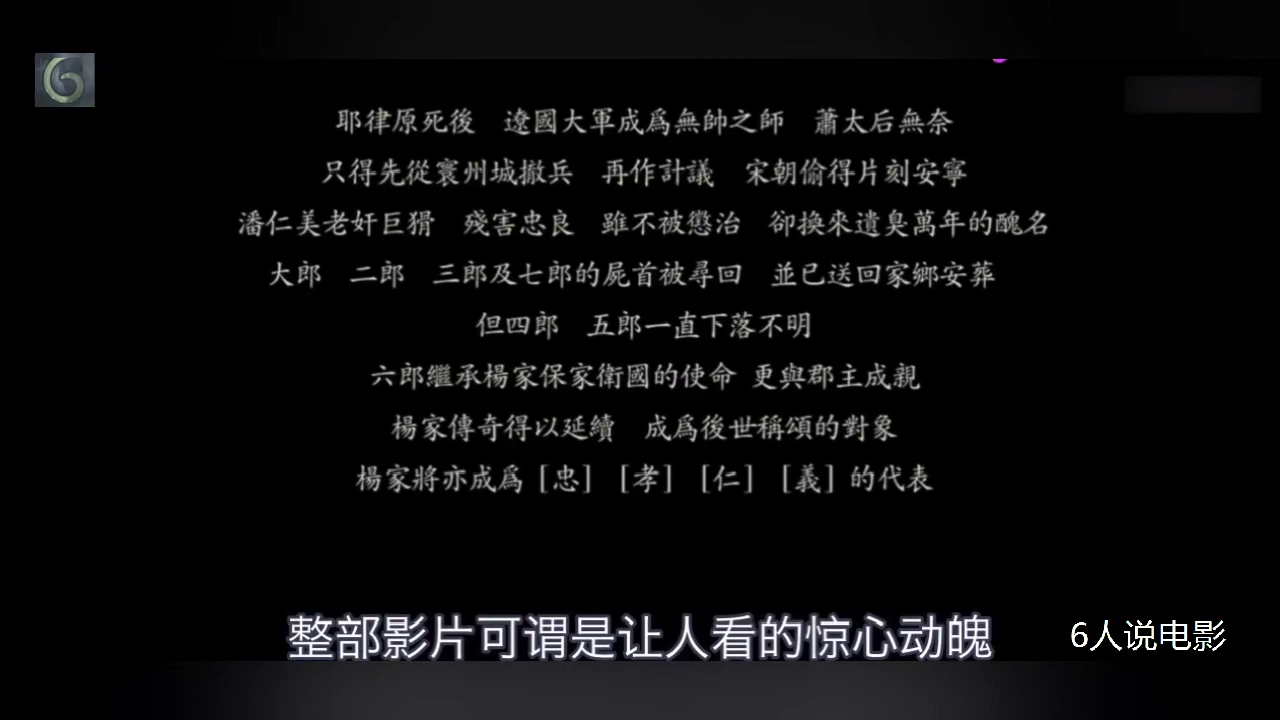 耶律原死後　遼國大軍成爲無帥之師　蕭太后無奈
只得先從寰州城撤兵　再作計議　宋朝偷得片刻安寧
潘仁美老奸巨猾　殘害忠良　雖不被懲治　卻換來遺臭萬年的醜名
大郎　二郎　三郎及七郎的屍首被尋回　並已送回家鄉安葬
但四郎　五郎一直下落不明
六郎繼承楊家保家衛國的使命 更與郡主成親
楊家傳奇得以延續　成爲後世稱頌的對象
楊家將亦成爲［忠］［孝］［仁］［義］的代表
整部影片可谓是让人看的惊心动魄
6人说电影